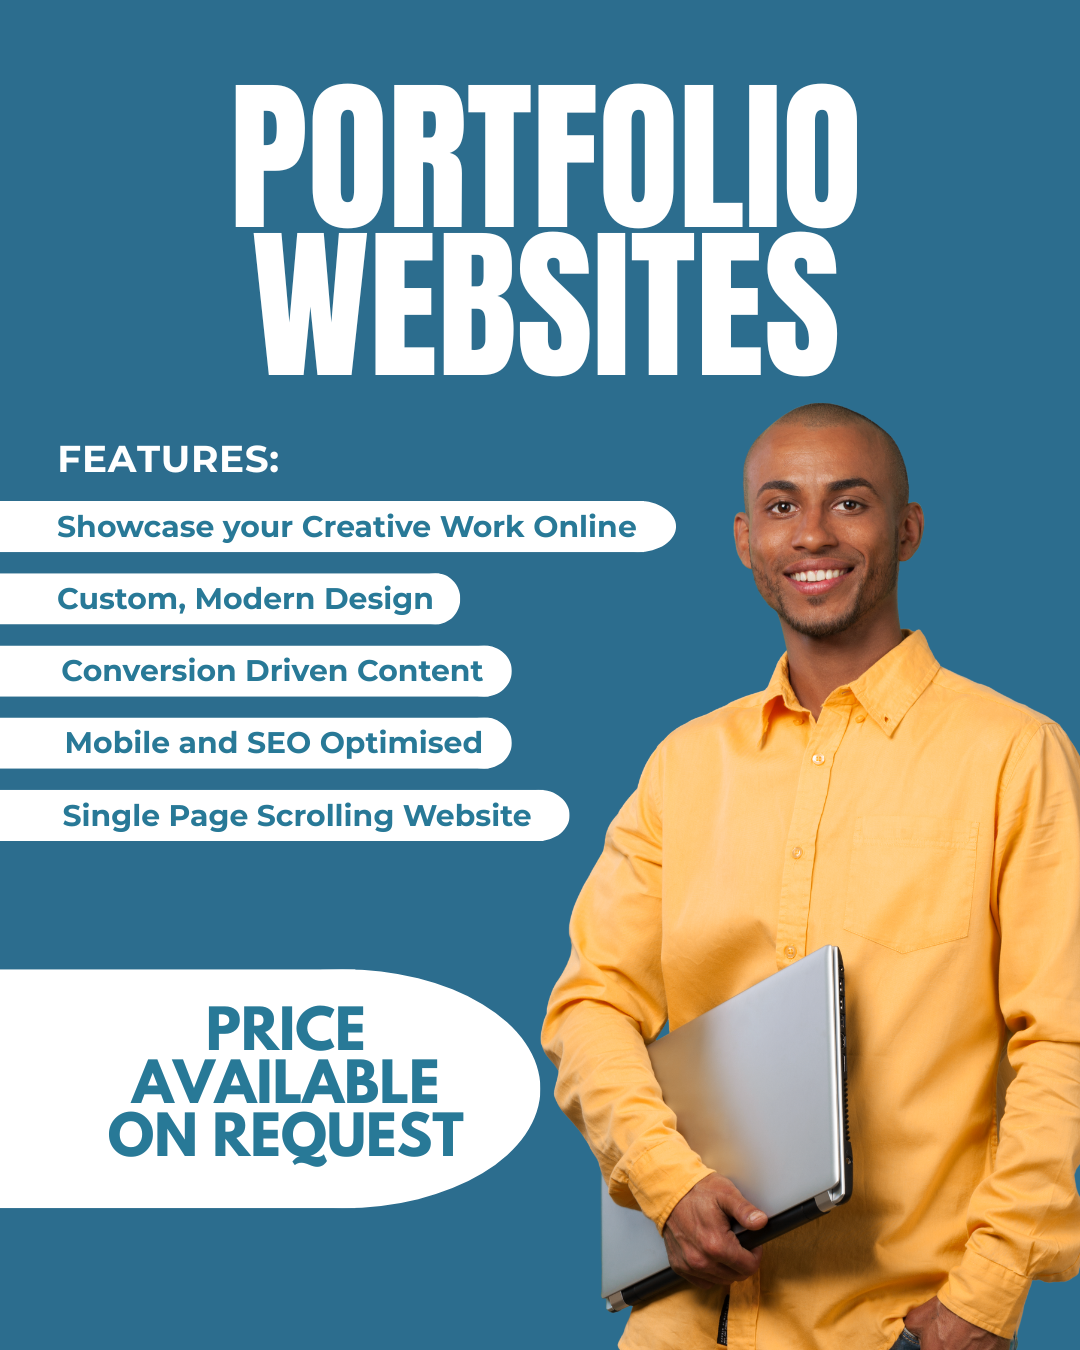 PORTFOLIO
WEBSITES
FEATURES:
Showcase your Creative Work Online
Custom, Modern Design
Conversion Driven Content
Mobile and SEO Optimised
Single Page Scrolling Website
PRICE
AVAILABLE
ON REQUEST